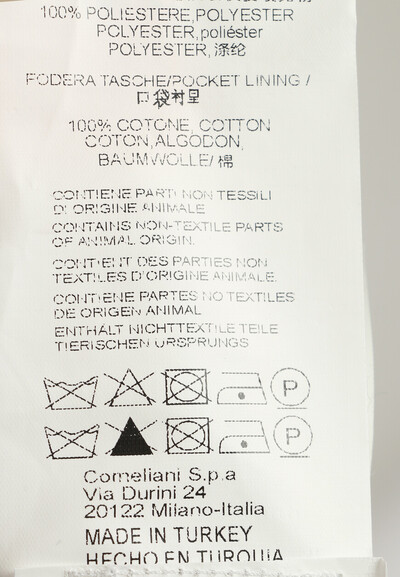 100% POLIESTERE, POLYESTER
POLYESTER, poliéster
POLYESTER, 涤纶
FODERA TASCHE/POCKET LINING /
口袋衬里
100% COTONE, COTTON
COTON, ALGODON,
BAUMWOLLE/ 棉
CONTIENE PARTI NON TESSILI
DI ORIGINE ANIMALE
CONTAINS NON-TEXTILE PARTS
OF ANIMAL ORIGIN.
CONTIENT DES PARTIES NON
TEXTILES D'ORIGINE ANIMALE.
CONTIENE PARTES NO TEXTILES
DE ORIGEN ANIMAL
ENTHALT NICHTTEXTILE TEILE
TIERISCHEN URSPRUNGS
P
P
Corneliani S.p.a
Via Durini 24
20122 Milano-Italia
MADE IN TURKEY
HECHO EN TURQUIA